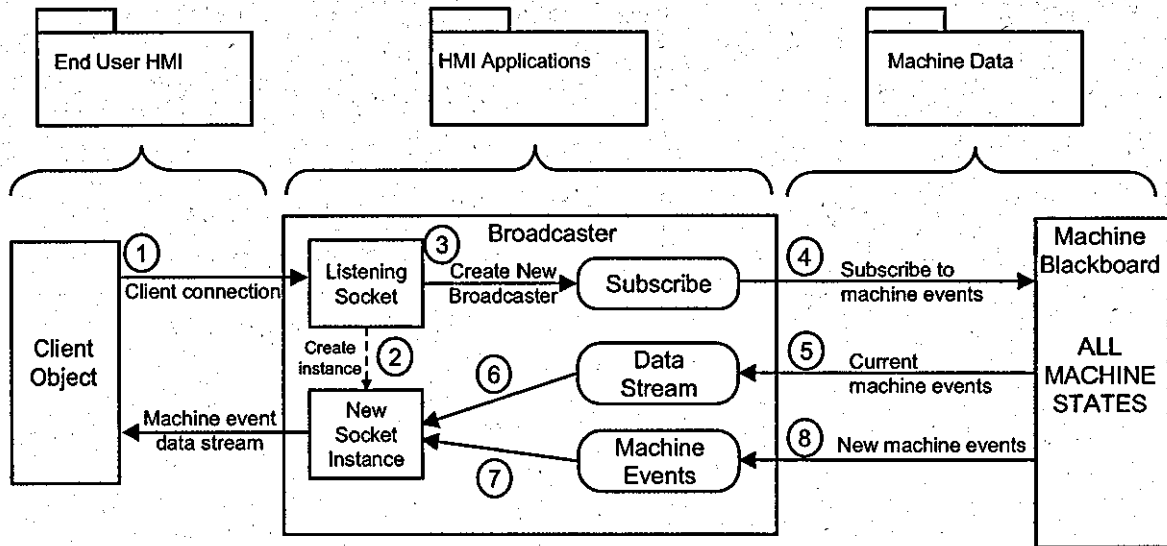 End User HMI
HMI Applications
Machine Data
Broadcaster
Machine
Blackboard
ALL
MACHINE
STATES
Client
Object
1
Client connection
Listening
Socket
3
Create New
Broadcaster
Subscribe
4
Subscribe to
machine events
Create
instance
2
6
Data
Stream
5
Current
machine events
Machine event
data stream
New
Socket
Instance
7
Machine
Events
8
New machine events